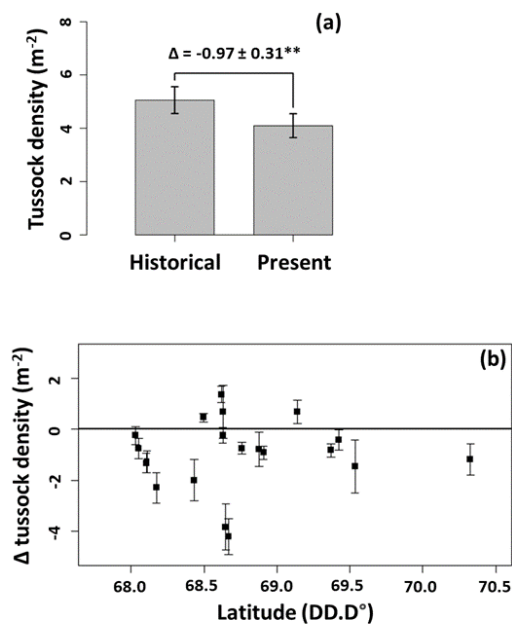 (a)
Δ = -0.97 ± 0.31**
Tussock density (m-2)
8
6
4
2
0
Historical Present
(b)
Δ tussock density (m-2)
2
0
-2
-4
68.0 68.5 69.0 69.5 70.0 70.5
Latitude (DD.D°)